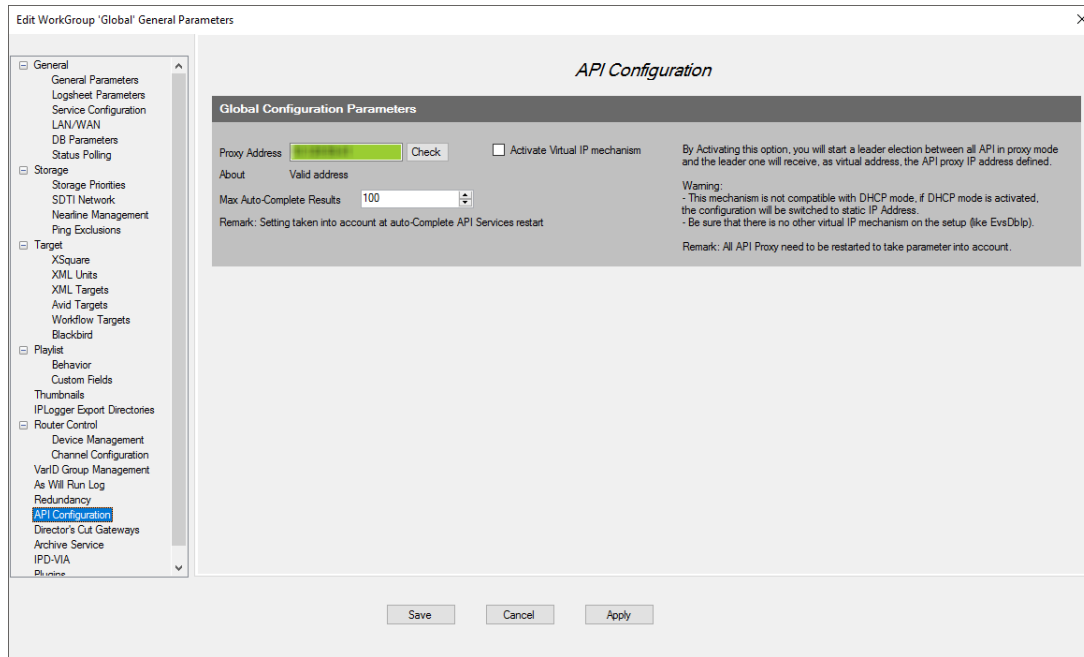 Edit WorkGroup 'Global' General Parameters
General
General Parameters
Logsheet Parameters
Service Configuration
LAN/WAN
DB Parameters
Status Polling
Storage
Storage Priorities
SDTI Network
Nearline Management
Ping Exclusions
Target
XSquare
XML Units
XML Targets
Avid Targets
Workflow Targets
Blackbird
Playlist
Behavior
Custom Fields
Thumbnails
IPLogger Export Directories
Router Control
Device Management
Channel Configuration
VarID Group Management
As Will Run Log
Redundancy
API Configuration
Director's Cut Gateways
Archive Service
IPD-VIA
Plugins
API Configuration
Global Configuration Parameters
Proxy Address
Check
About Valid address
Max Auto-Complete Results 100
Remark: Setting taken into account at auto-Complete API Services restart
Activate Virtual IP mechanism
By Activating this option, you will start a leader election between all API in proxy mode
and the leader one will receive, as virtual address, the API proxy IP address defined.
Warning:
- This mechanism is not compatible with DHCP mode, if DHCP mode is activated,
the configuration will be switched to static IP Address.
- Be sure that there is no other virtual IP mechanism on the setup (like EvsDbIp).
Remark: All API Proxy need to be restarted to take parameter into account.
Save Cancel Apply